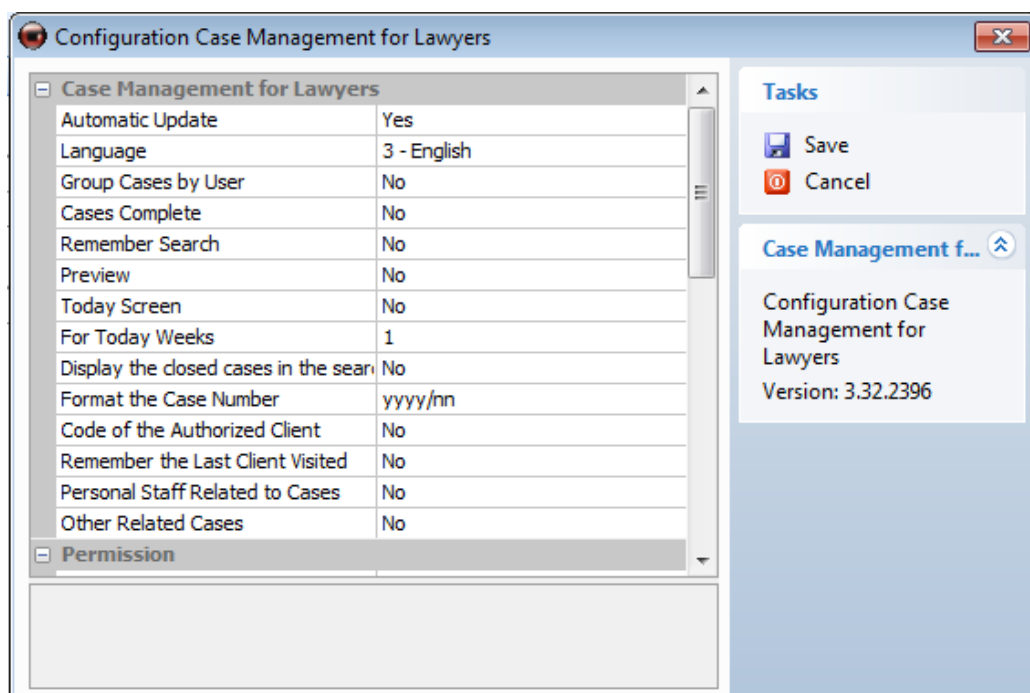 Configuration Case Management for Lawyers
Case Management for Lawyers
Automatic Update Yes
Language 3 - English
Group Cases by User No
Cases Complete No
Remember Search No
Preview No
Today Screen No
For Today Weeks 1
Display the closed cases in the sear No
Format the Case Number yyyy/nn
Code of the Authorized Client No
Remember the Last Client Visited No
Personal Staff Related to Cases No
Other Related Cases No
Permission
Tasks
Save
Cancel
Case Management f...
Configuration Case
Management for
Lawyers
Version: 3.32.2396